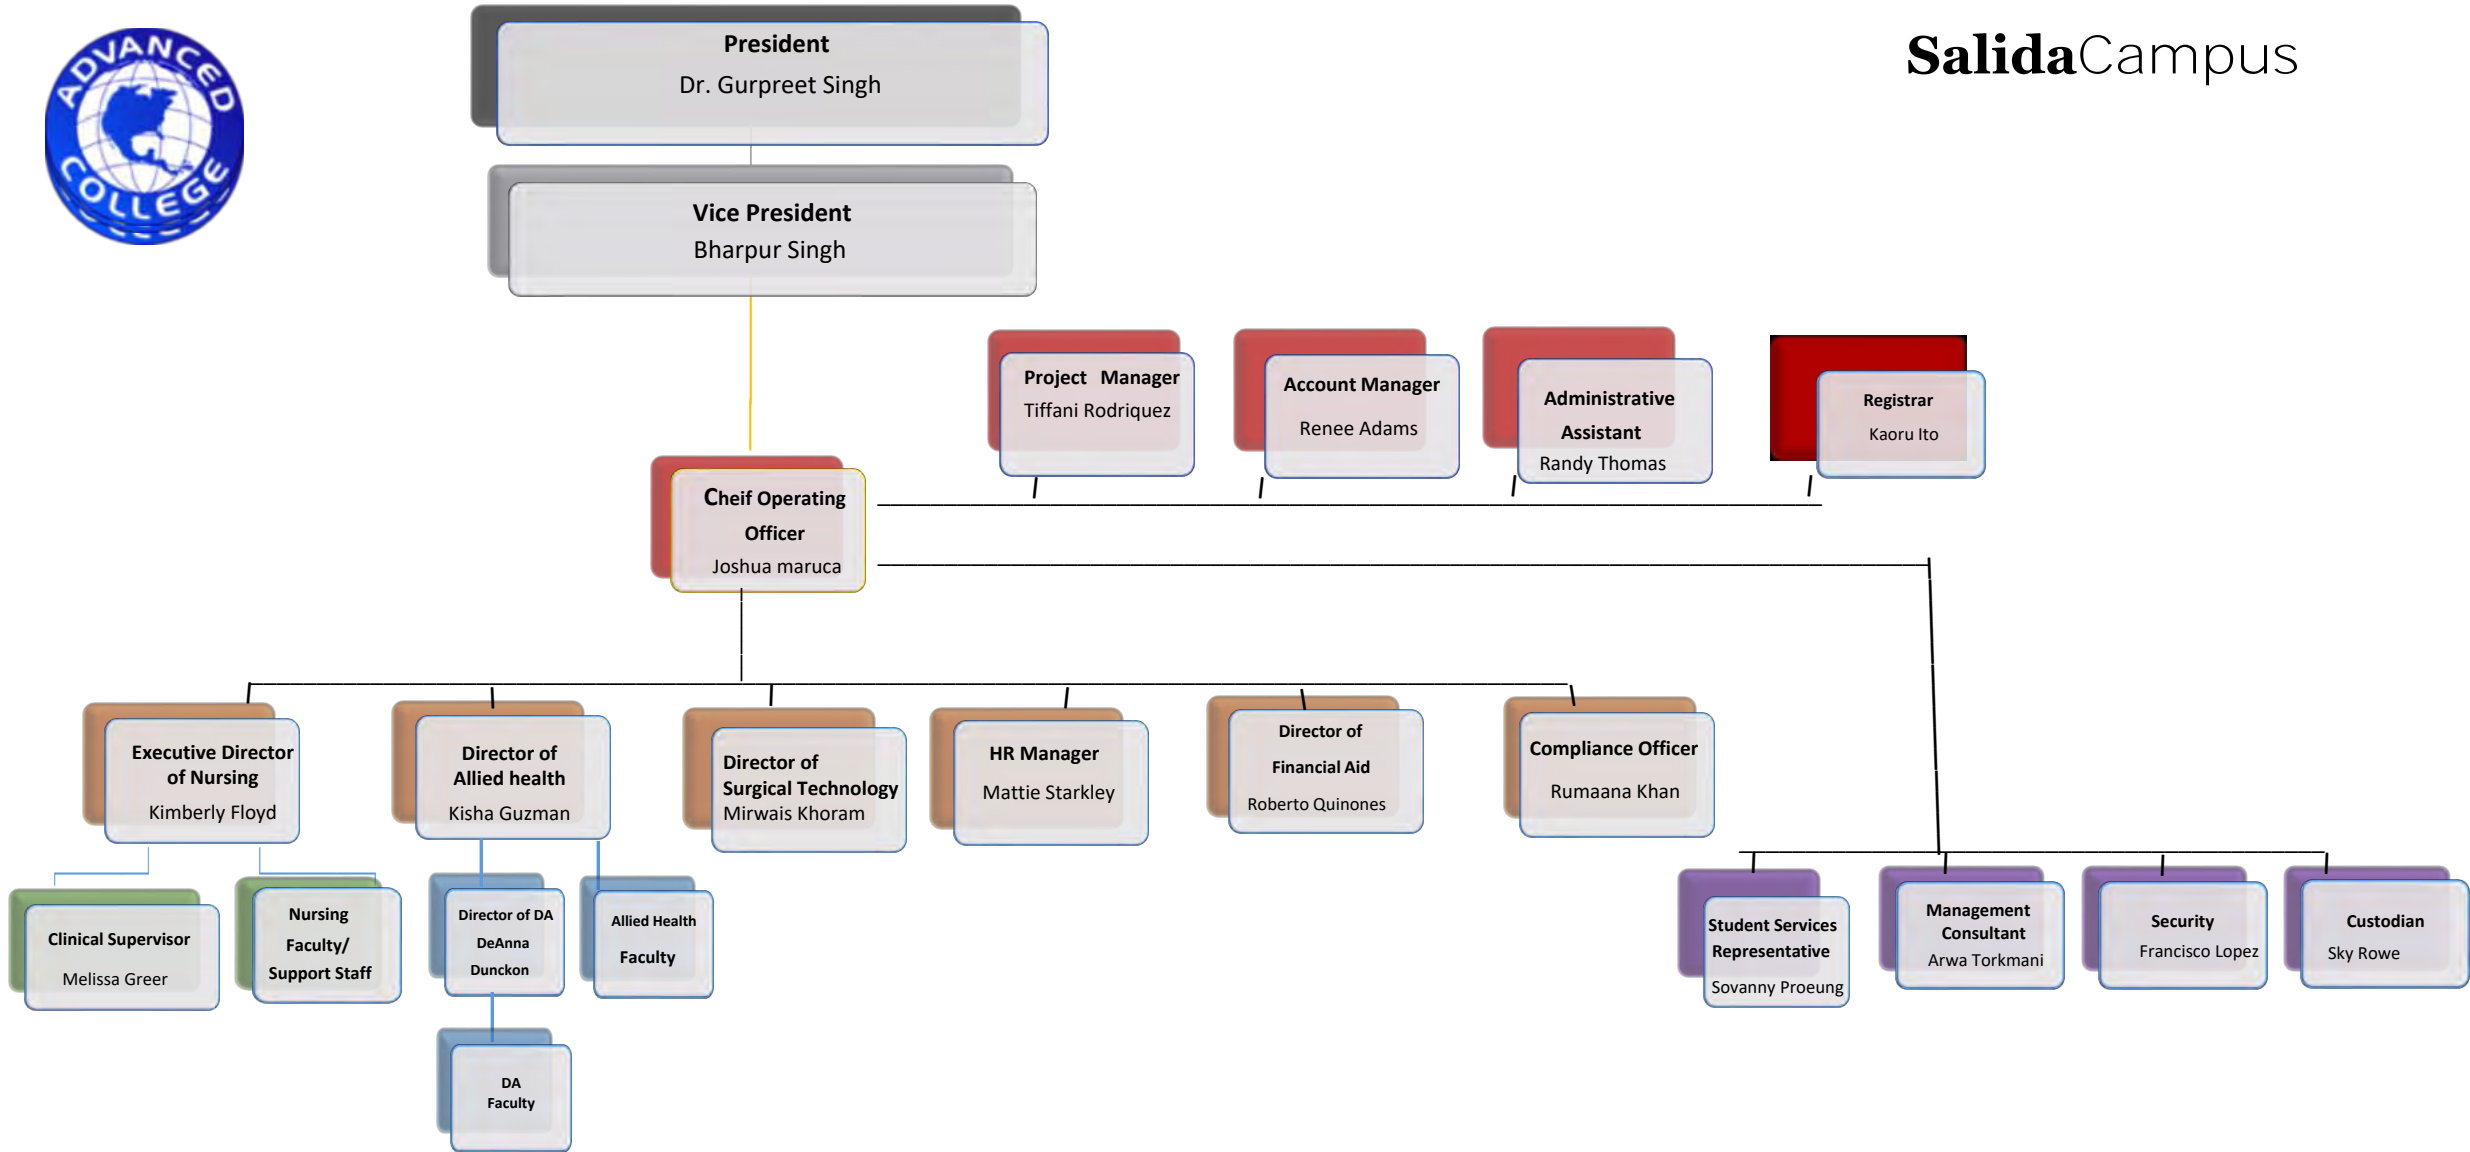 ADVANCED
COLLEGE
SalidaCampus
President
Dr. Gurpreet Singh
Vice President
Bharpur Singh
Project Manager
Tiffani Rodriquez
Account Manager
Renee Adams
Administrative
Assistant
Randy Thomas
Registrar
Kaoru Ito
Cheif Operating
Officer
Joshua maruca
Executive Director
of Nursing
Kimberly Floyd
Director of
Allied health
Kisha Guzman
Director of
Surgical Technology
Mirwais Khoram
HR Manager
Mattie Starkley
Director of
Financial Aid
Roberto Quinones
Compliance Officer
Rumaana Khan
Clinical Supervisor
Melissa Greer
Nursing
Faculty/
Support Staff
Director of DA
DeAnna
Dunckon
Allied Health
Faculty
Student Services
Representative
Sovanny Proeung
Management
Consultant
Arwa Torkmani
Security
Francisco Lopez
Custodian
Sky Rowe
DA
Faculty